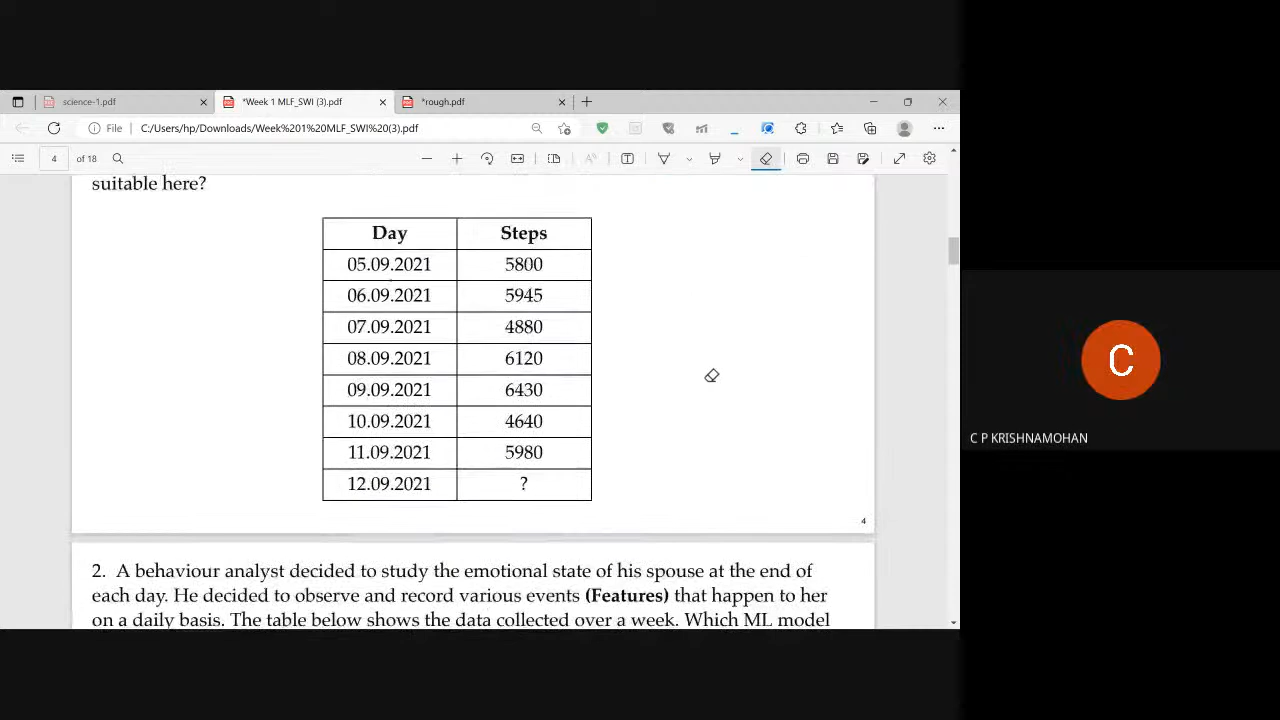 science-1.pdf
*Week 1 MLF_SWI (3).pdf
*rough.pdf
File
C:/Users/hp/Downloads/Week%201%20MLF_SWI%20(3).pdf
4
of 18
suitable here?
Day Steps
05.09.2021 5800
06.09.2021 5945
07.09.2021 4880
08.09.2021 6120
09.09.2021 6430
10.09.2021 4640
11.09.2021 5980
12.09.2021 ?
4
2. A behaviour analyst decided to study the emotional state of his spouse at the end of
each day. He decided to observe and record various events (Features) that happen to her
on a daily basis. The table below shows the data collected over a week. Which ML model
C
C P KRISHNAMOHAN